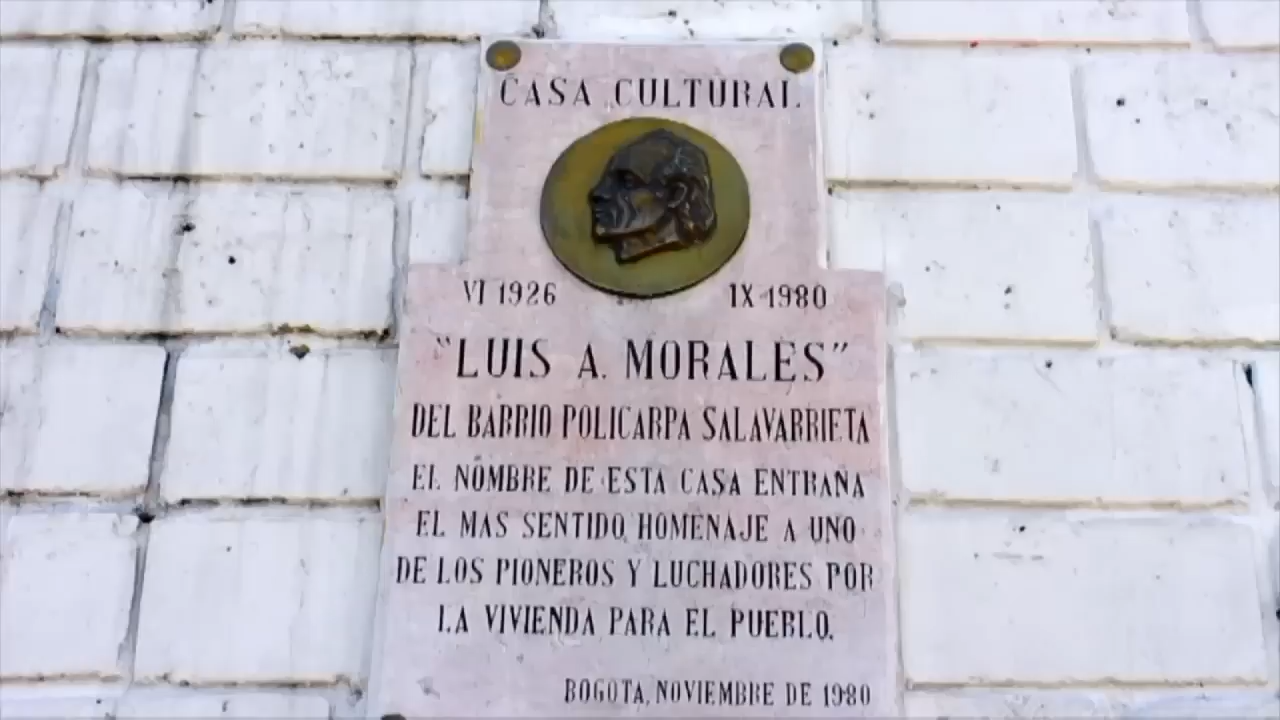 CASA CULTURAL
VI 1926 IX 1980
"LUIS A. MORALES"
DEL BARRIO POLICARPA SALAVARRIETA
EL NOMBRE DE ESTA CASA ENTRAÑA
EL MAS SENTIDO HOMENAJE A UNO
DE LOS PIONEROS Y LUCHADORES POR
LA VIVIENDA PARA EL PUEBLO.
BOGOTA, NOVIEMBRE DE 1980